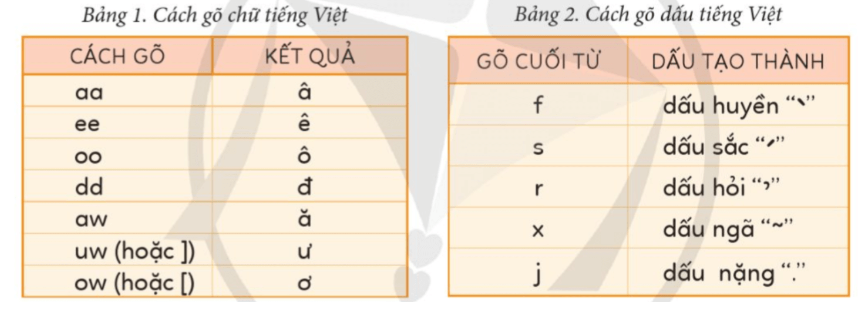 Bảng 1. Cách gõ chữ tiếng Việt
CÁCH GÕ KẾT QUẢ
aa â
ee ê
oo ô
dd đ
aw ă
uw (hoặc ]) ư
ow (hoặc [) ơ
Bảng 2. Cách gõ dấu tiếng Việt
GÕ CUỐI TỪ DẤU TẠO THÀNH
f dấu huyền “`”
s dấu sắc “´”
r dấu hỏi “̉”
x dấu ngã “~”
j dấu nặng “.”